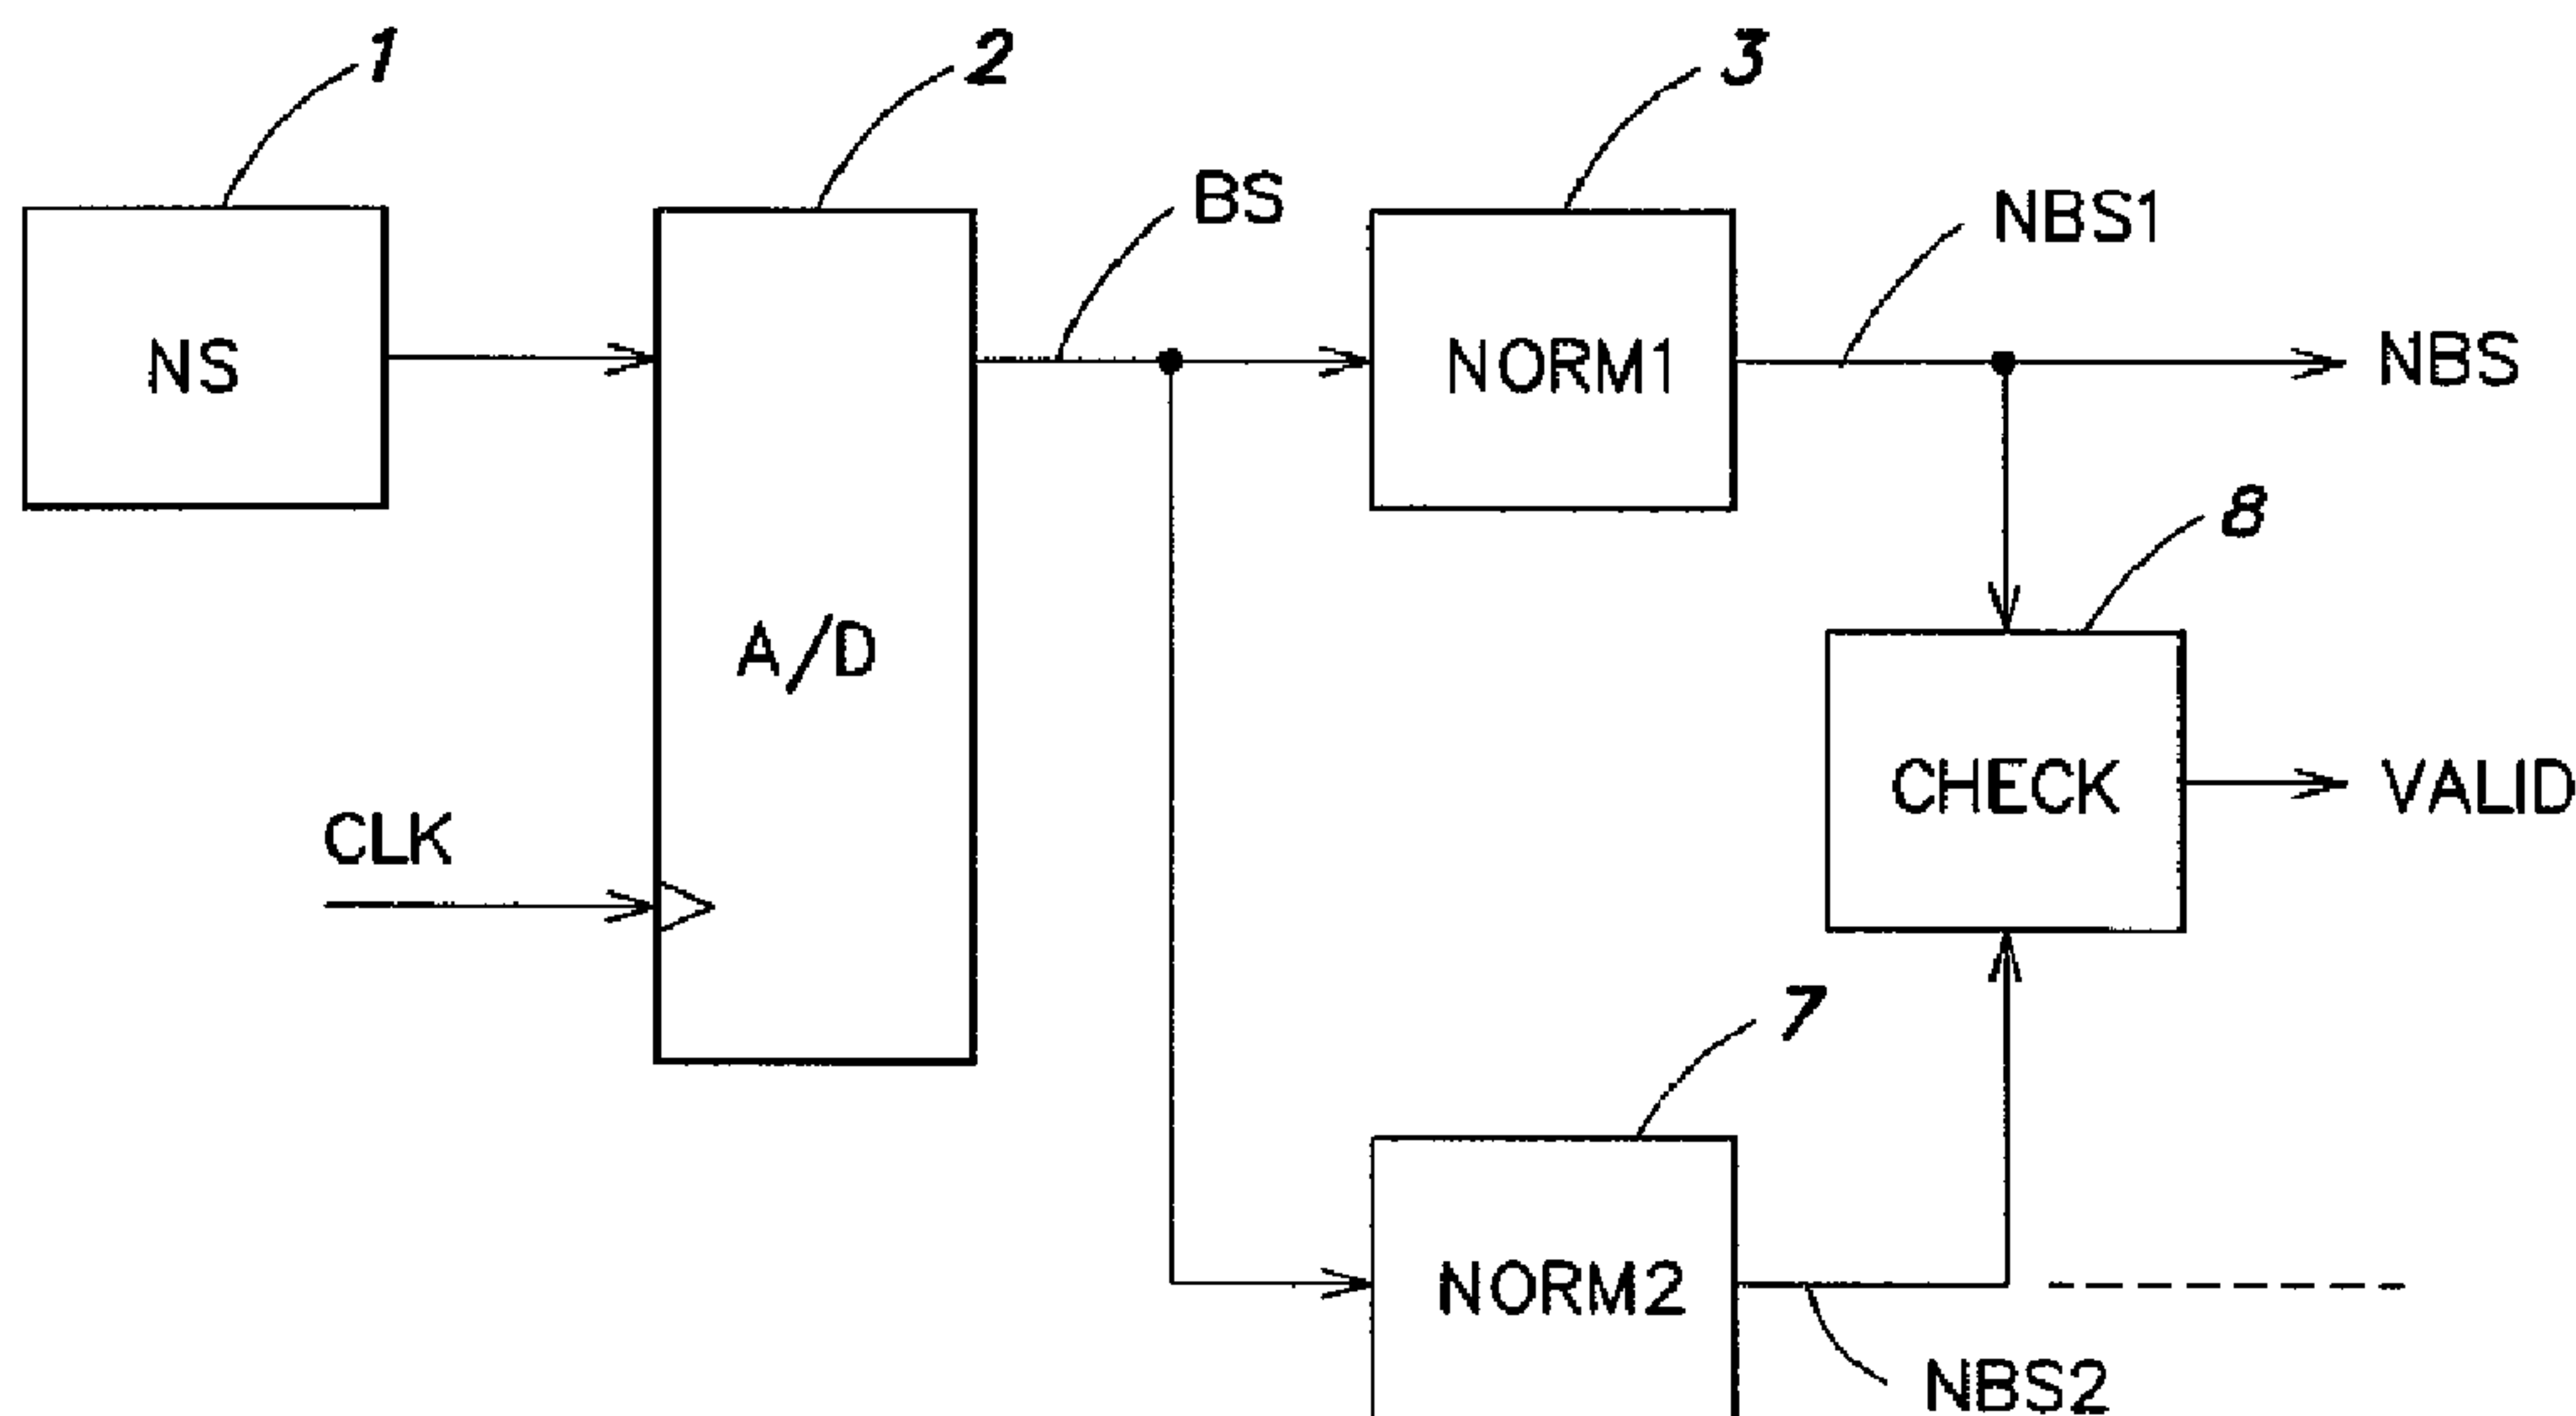 1
2
3
BS
NBS1
NS
NORM1
NBS
8
A/D
CHECK
VALID
CLK
7
NORM2
NBS2